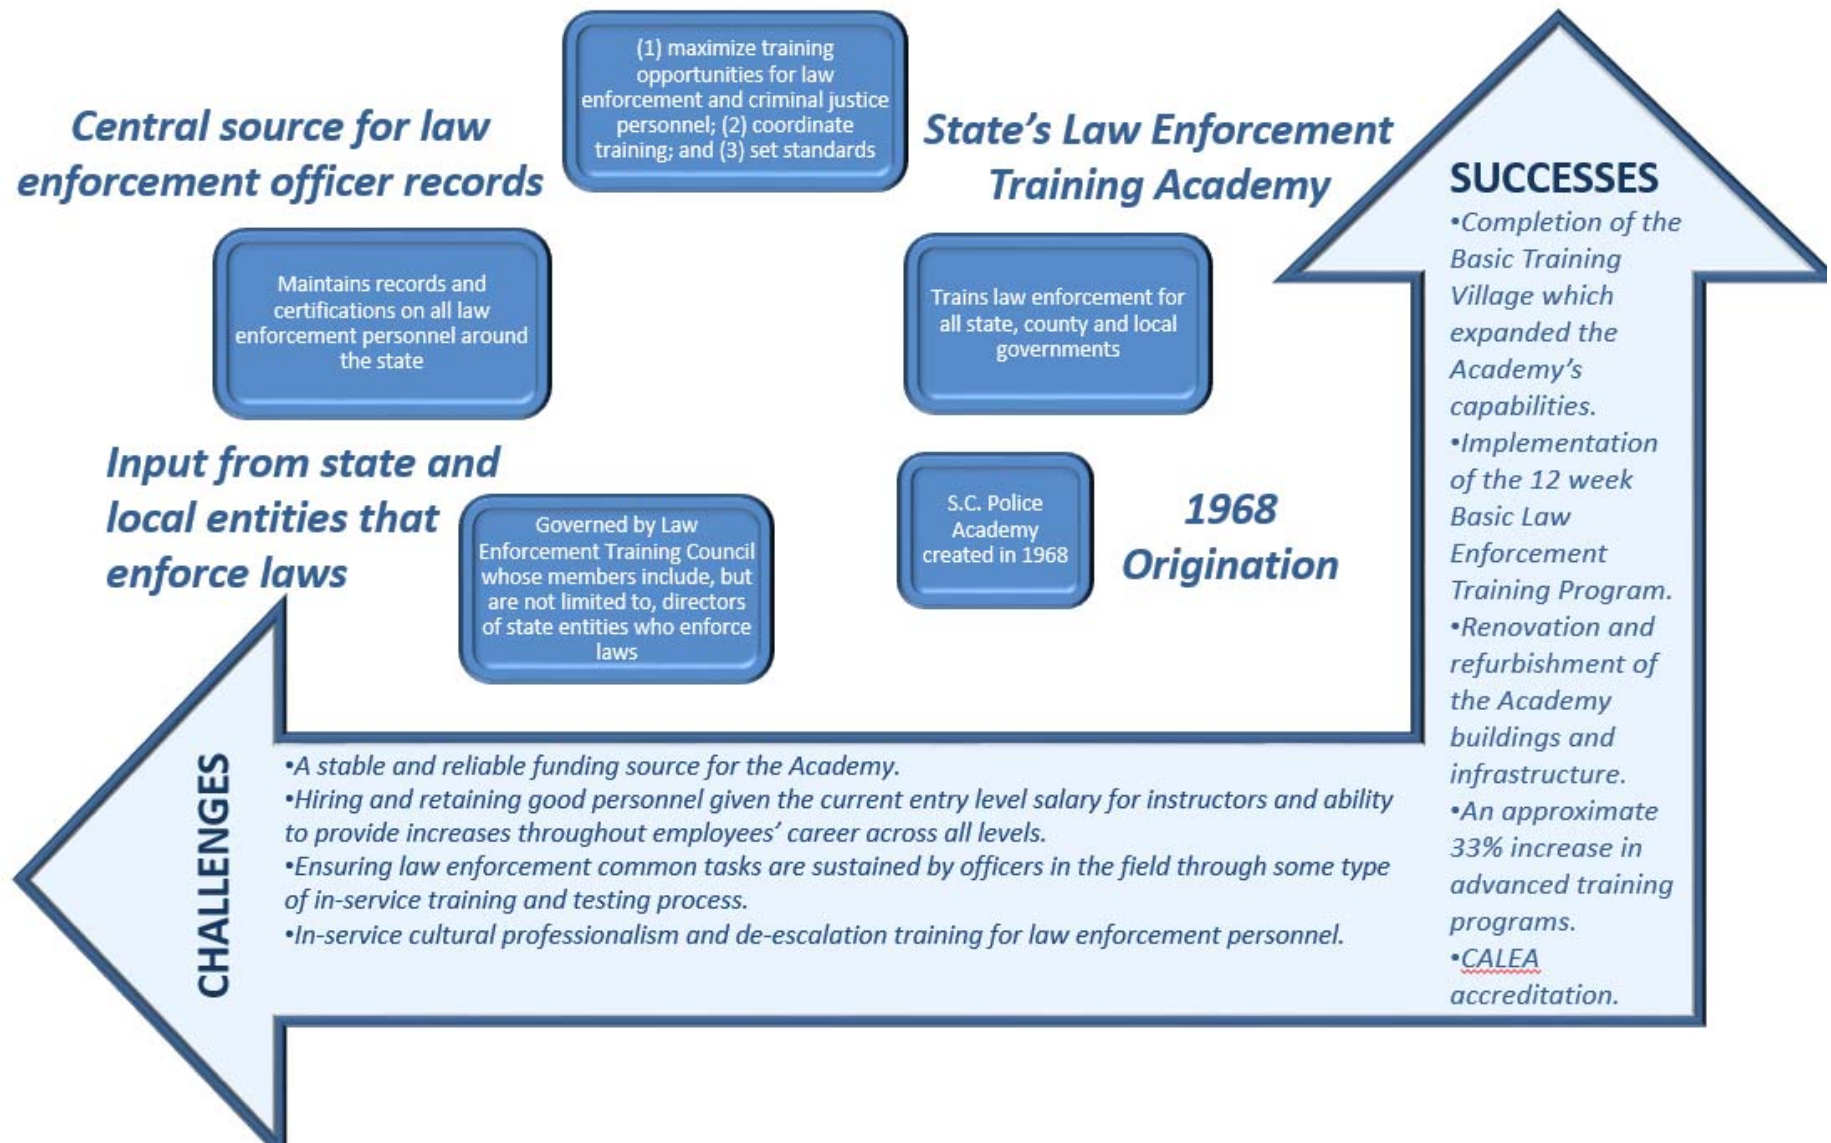 (1) maximize training
opportunities for law
enforcement and criminal justice
personnel; (2) coordinate
training; and (3) set standards
Central source for law
enforcement officer records
State’s Law Enforcement
Training Academy
Maintains records and
certifications on all law
enforcement personnel around
the state
Trains law enforcement for
all state, county and local
governments
Input from state and
local entities that
enforce laws
Governed by Law
Enforcement Training Council
whose members include, but
are not limited to, directors
of state entities who enforce
laws
S.C. Police
Academy
created in 1968
1968
Origination
SUCCESSES
•Completion of the
Basic Training
Village which
expanded the
Academy’s
capabilities.
•Implementation
of the 12 week
Basic Law
Enforcement
Training Program.
•Renovation and
refurbishment of
the Academy
buildings and
infrastructure.
•An approximate
33% increase in
advanced training
programs.
•CALEA
accreditation.
CHALLENGES
•A stable and reliable funding source for the Academy.
•Hiring and retaining good personnel given the current entry level salary for instructors and ability
to provide increases throughout employees’ career across all levels.
•Ensuring law enforcement common tasks are sustained by officers in the field through some type
of in-service training and testing process.
•In-service cultural professionalism and de-escalation training for law enforcement personnel.